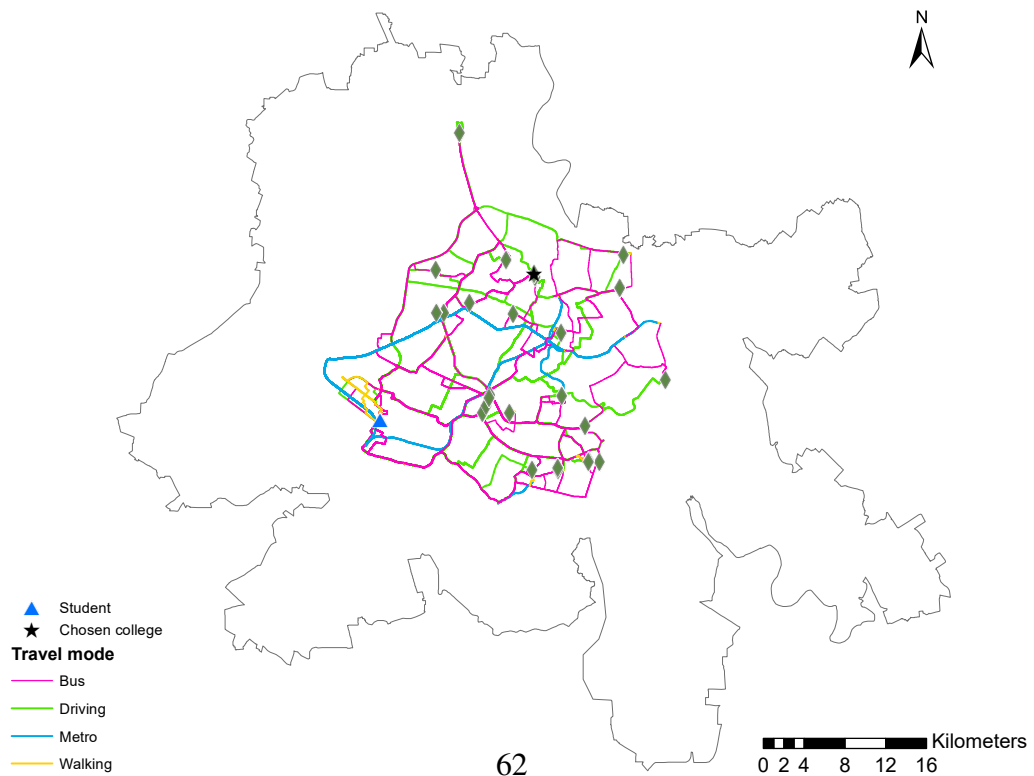 N
Student
Chosen college
Travel mode
Bus
Driving
Metro
Walking
Kilometers
0 2 4 8 12 16
62